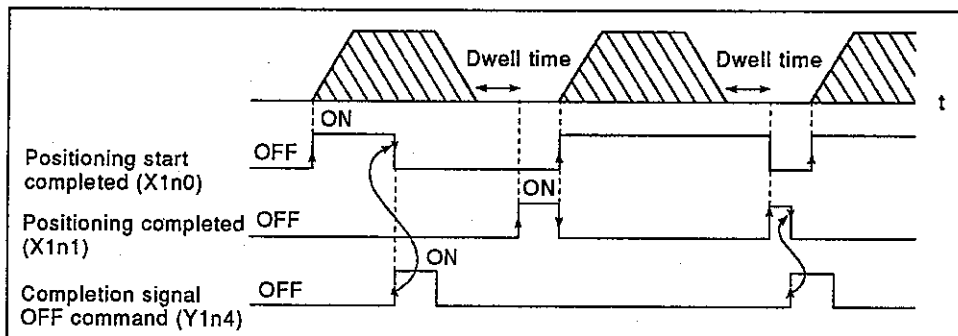 Dwell time
Dwell time
t
ON
OFF
Positioning start
completed (X1n0)
ON
OFF
Positioning completed
(X1n1)
ON
OFF
Completion signal
OFF command (Y1n4)